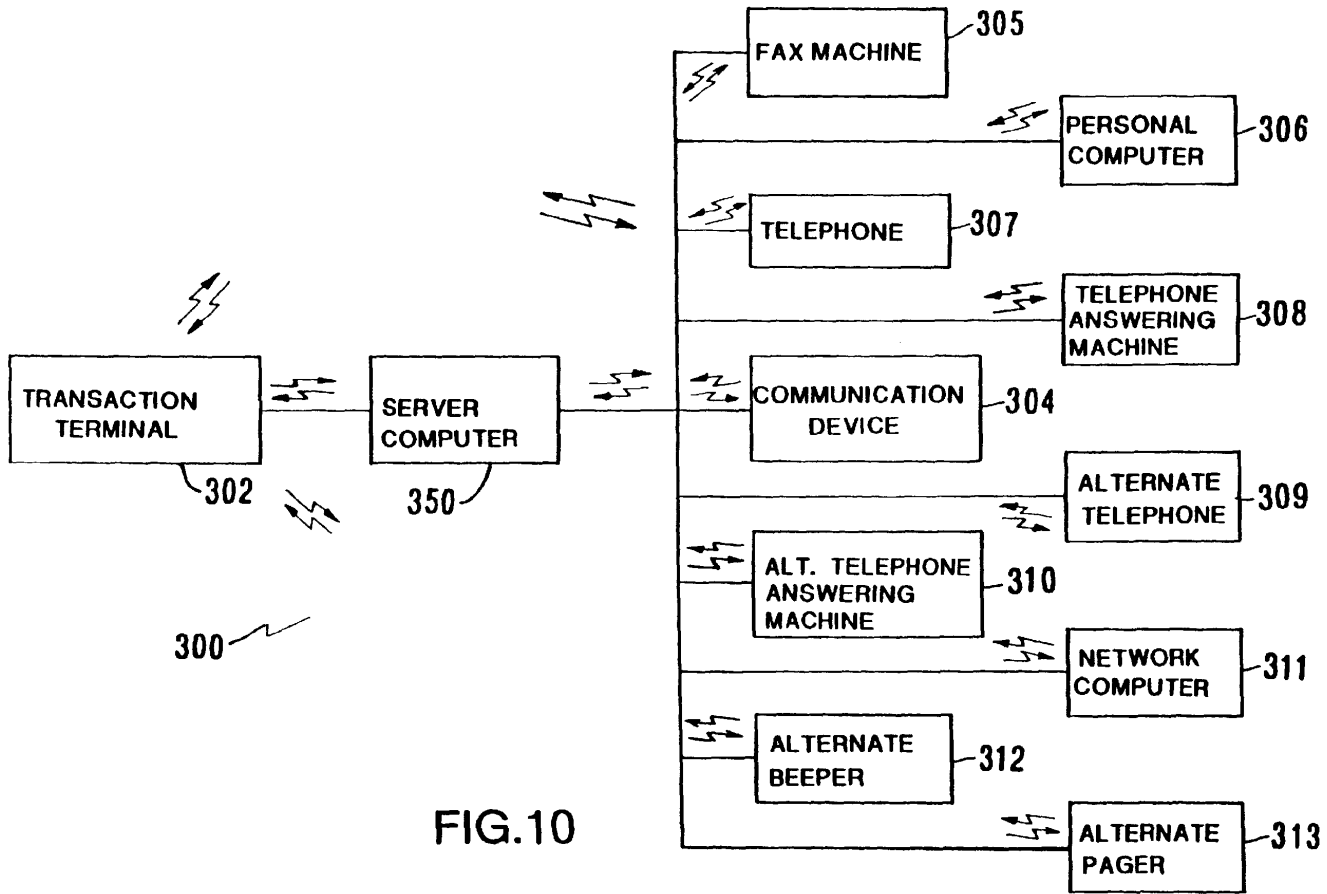 FAX MACHINE
305
PERSONAL
COMPUTER
306
TELEPHONE
307
TELEPHONE
ANSWERING
MACHINE
308
TRANSACTION
TERMINAL
302
SERVER
COMPUTER
350
COMMUNICATION
DEVICE
304
ALTERNATE
TELEPHONE
309
ALT. TELEPHONE
ANSWERING
MACHINE
310
300
NETWORK
COMPUTER
311
ALTERNATE
BEEPER
312
FIG.10
ALTERNATE
PAGER
313